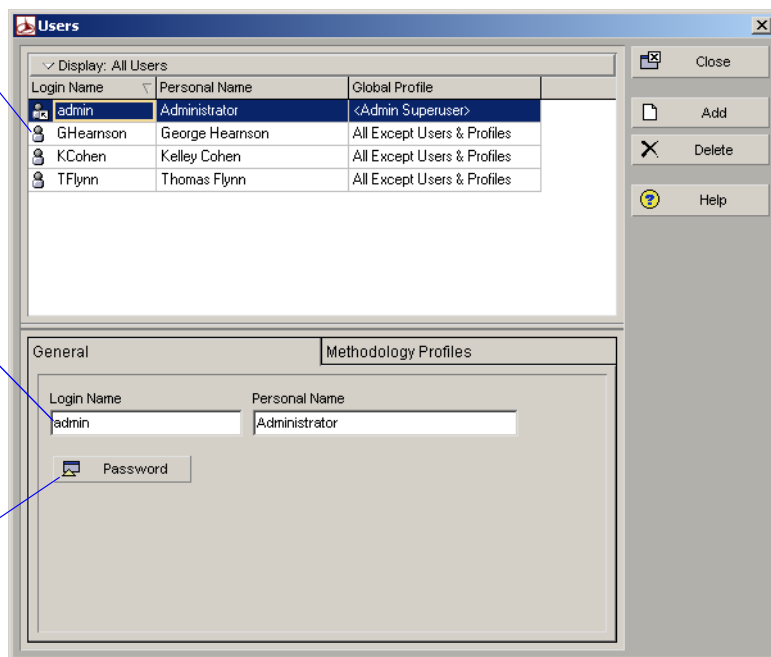 Users
Display: All Users
Login Name Personal Name Global Profile
admin Administrator <Admin Superuser>
GHearnson George Hearnson All Except Users & Profiles
KCohen Kelley Cohen All Except Users & Profiles
TFlynn Thomas Flynn All Except Users & Profiles
Close
Add
Delete
Help
General Methodology Profiles
Login Name Personal Name
admin Administrator
Password